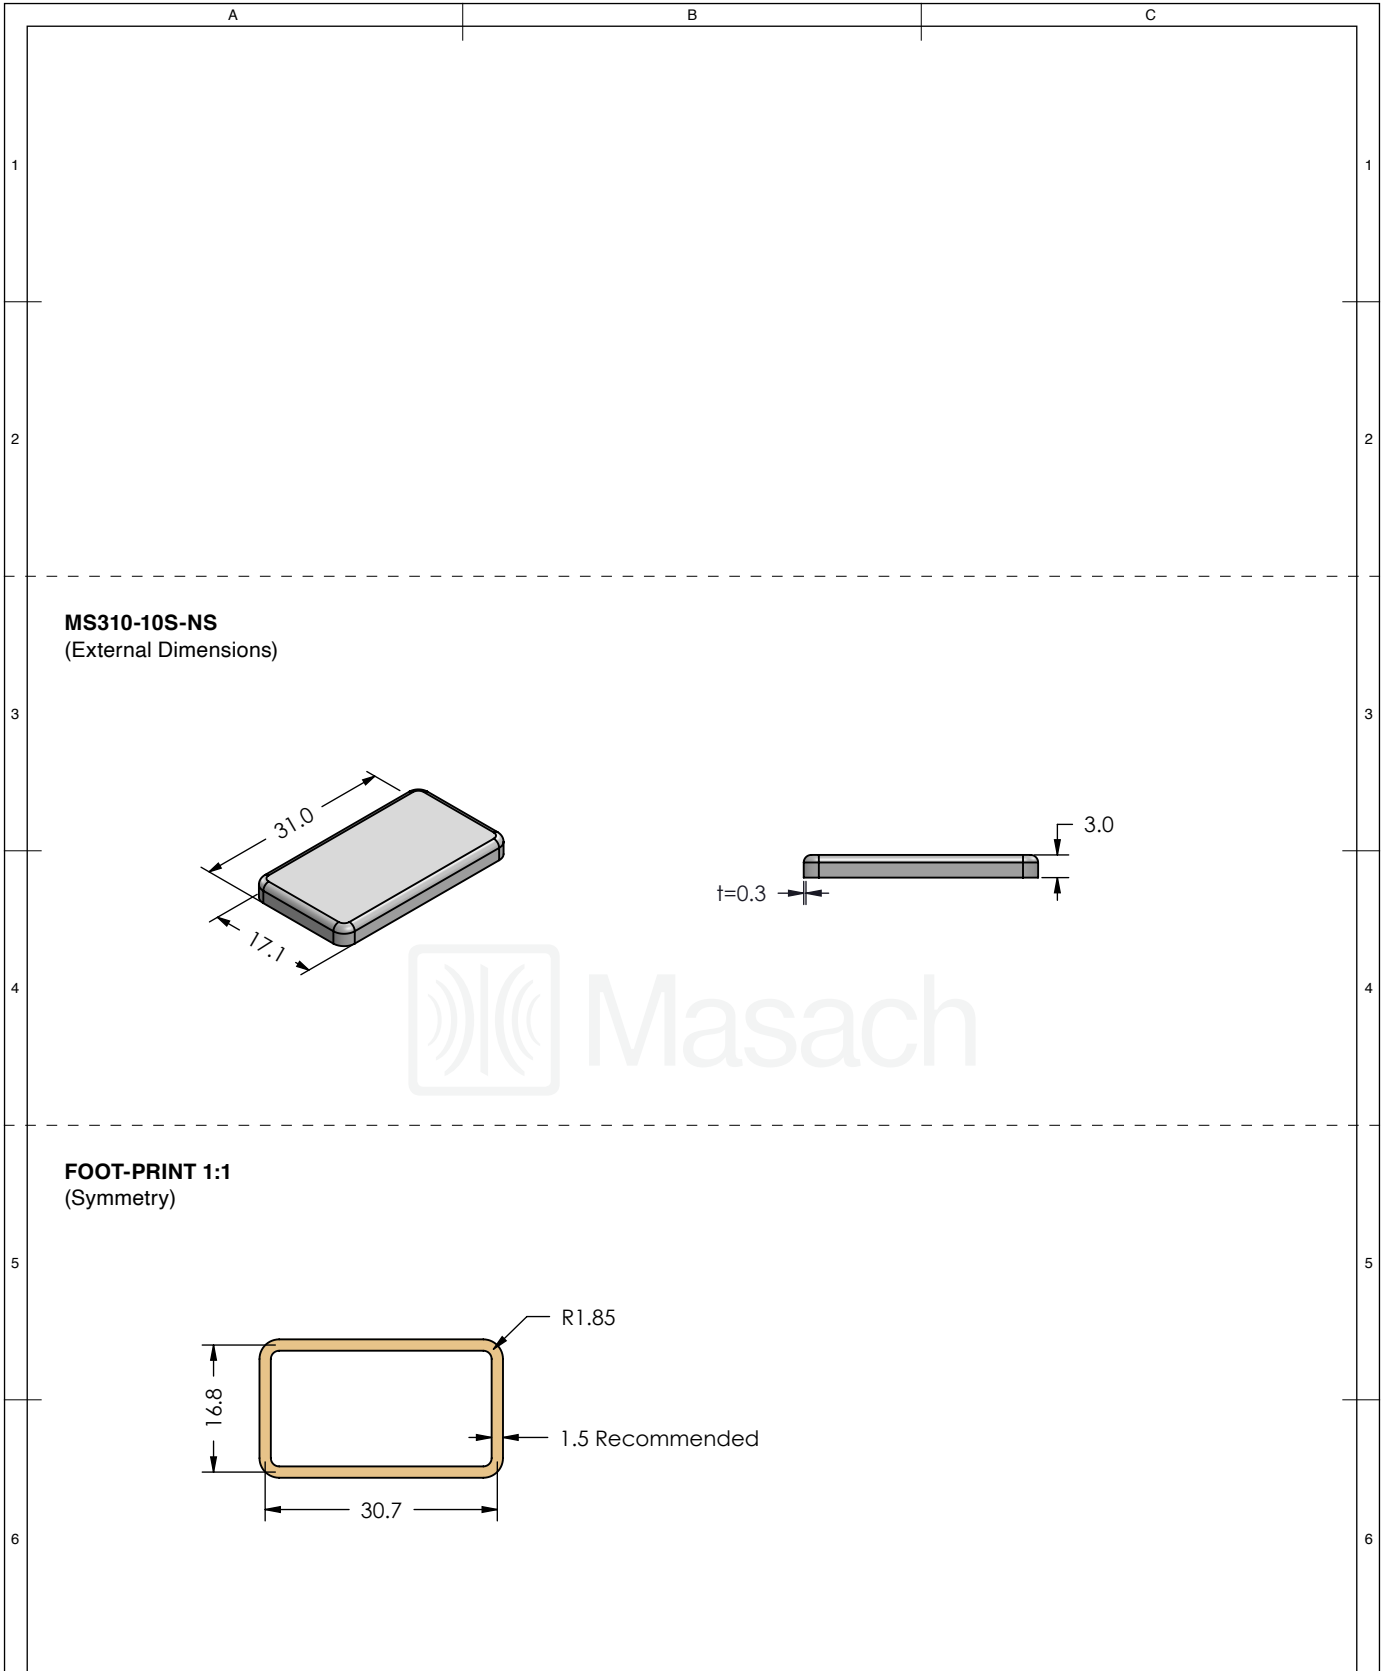 A B C
1 1
2 2
MS310-10S-NS
(External Dimensions)
3 3
31.0
3.0
t=0.3
17.1
4 4
Masach
FOOT-PRINT 1:1
(Symmetry)
5 5
R1.85
16.8
1.5 Recommended
30.7
6 6